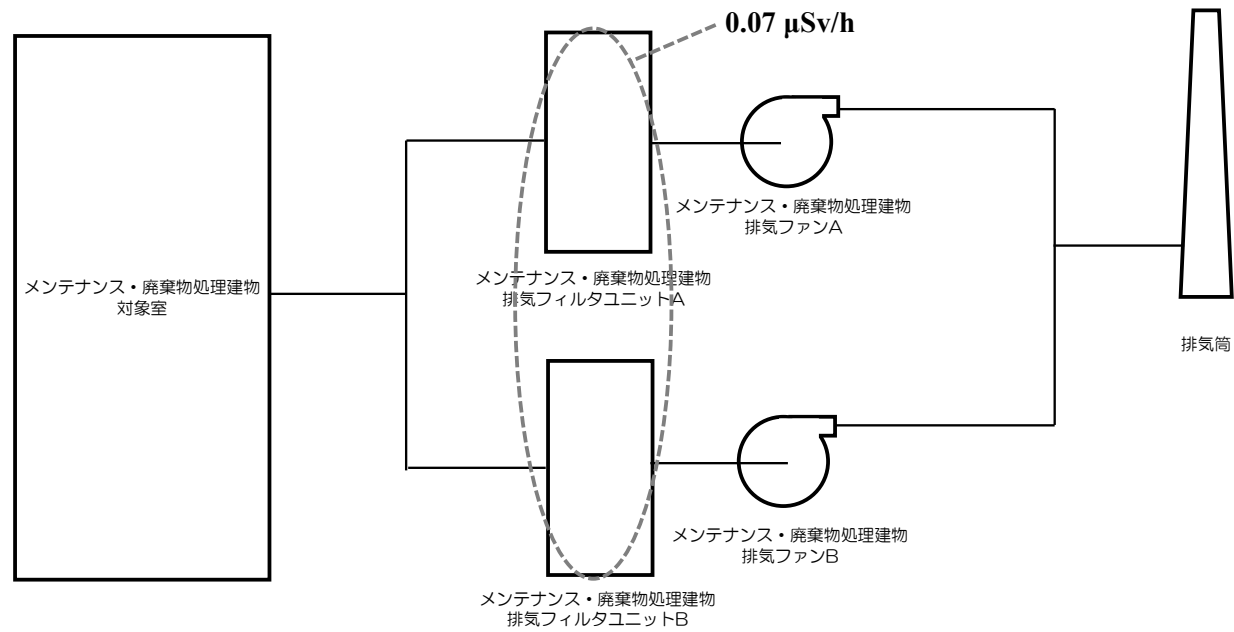 0.07 μSv/h
メンテナンス・廃棄物処理建物
対象室
メンテナンス・廃棄物処理建物
排気フィルタユニットA
メンテナンス・廃棄物処理建物
排気ファンA
排気筒
メンテナンス・廃棄物処理建物
排気フィルタユニットB
メンテナンス・廃棄物処理建物
排気ファンB